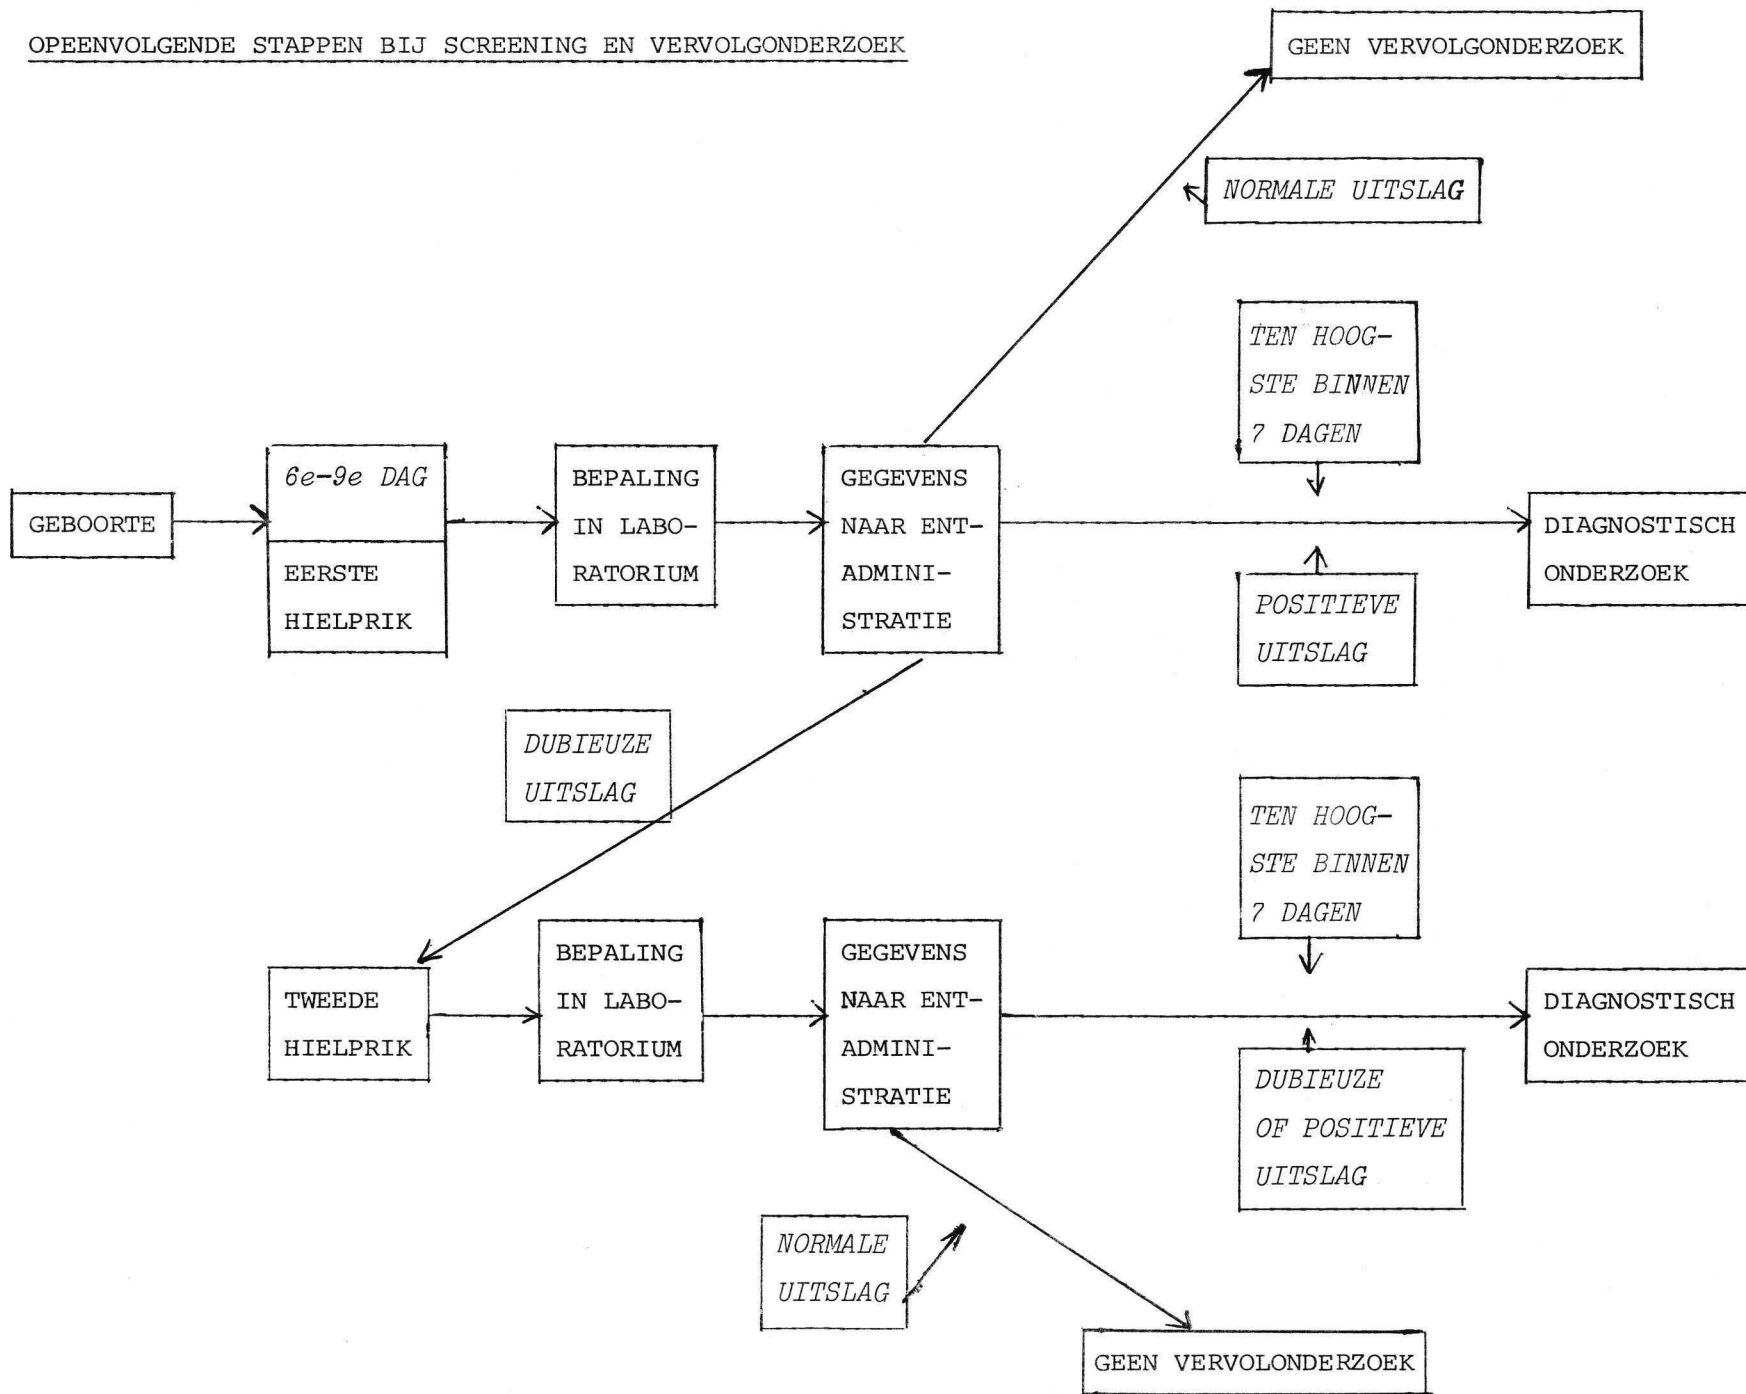 OPEENVOLGENDE STAPPEN BIJ SCREENING EN VERVOLGONDERZOEK
GEEN VERVOLGONDERZOEK
NORMALE UITSLAG
TEN HOOG-
STE BINNEN
7 DAGEN
GEBOORTE
6e-9e DAG
EERSTE
HIELPRIK
BEPALING
IN LABO-
RATORIUM
GEGEVENS
NAAR ENT-
ADMINI-
STRATIE
POSITIEVE
UITSLAG
DIAGNOSTISCH
ONDERZOEK
DUBIEUZE
UITSLAG
TEN HOOG-
STE BINNEN
7 DAGEN
TWEEDE
HIELPRIK
BEPALING
IN LABO-
RATORIUM
GEGEVENS
NAAR ENT-
ADMINI-
STRATIE
DUBIEUZE
OF POSITIEVE
UITSLAG
DIAGNOSTISCH
ONDERZOEK
NORMALE
UITSLAG
GEEN VERVOLONDERZOEK